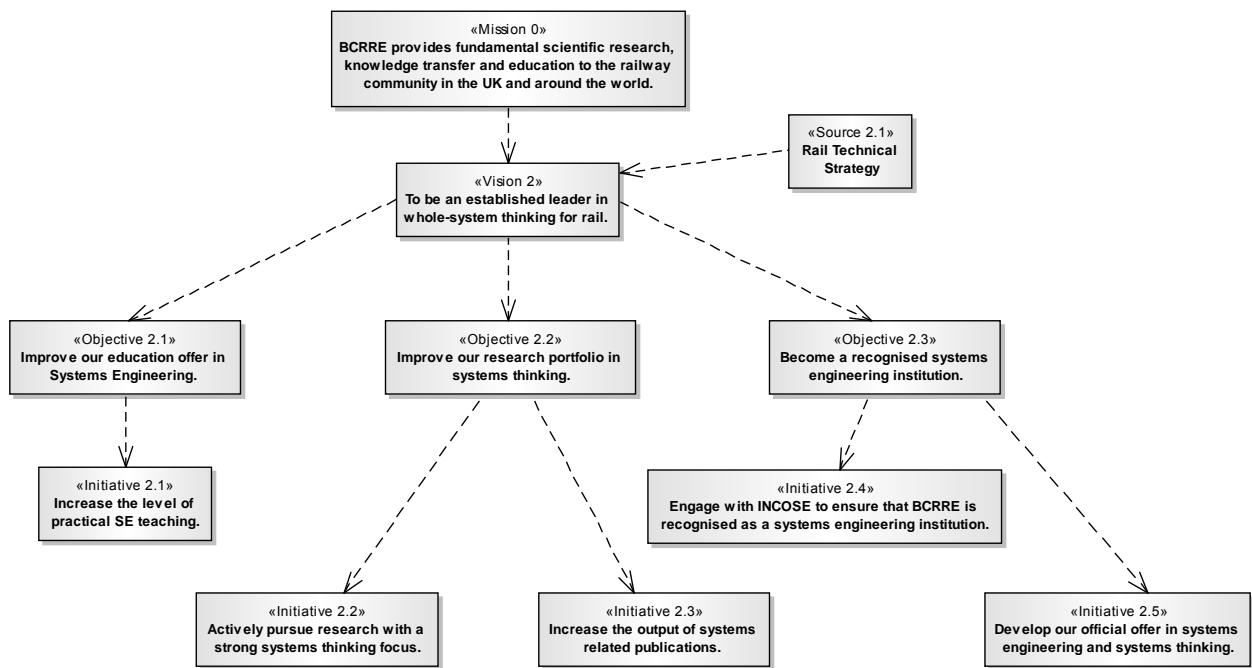 «Mission 0»
BCRRE provides fundamental scientific research,
knowledge transfer and education to the railway
community in the UK and around the world.
«Source 2.1»
Rail Technical
Strategy
«Vision 2»
To be an established leader in
whole-system thinking for rail.
«Objective 2.1»
Improve our education offer in
Systems Engineering.
«Objective 2.2»
Improve our research portfolio in
systems thinking.
«Objective 2.3»
Become a recognised systems
engineering institution.
«Initiative 2.1»
Increase the level of
practical SE teaching.
«Initiative 2.4»
Engage with INCOSE to ensure that BCRRE is
recognised as a systems engineering institution.
«Initiative 2.2»
Actively pursue research with a
strong systems thinking focus.
«Initiative 2.3»
Increase the output of systems
related publications.
«Initiative 2.5»
Develop our official offer in systems
engineering and systems thinking.